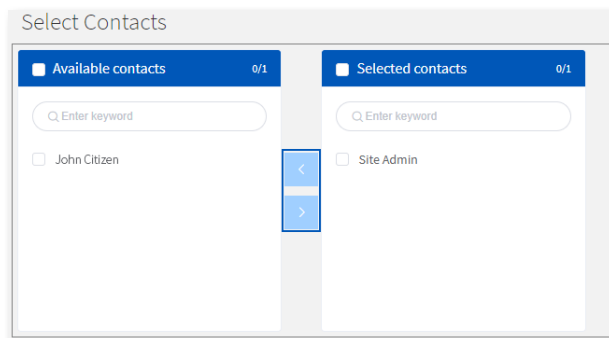 Select Contacts
Available contacts 0/1
Enter keyword
John Citizen
Selected contacts 0/1
Enter keyword
Site Admin